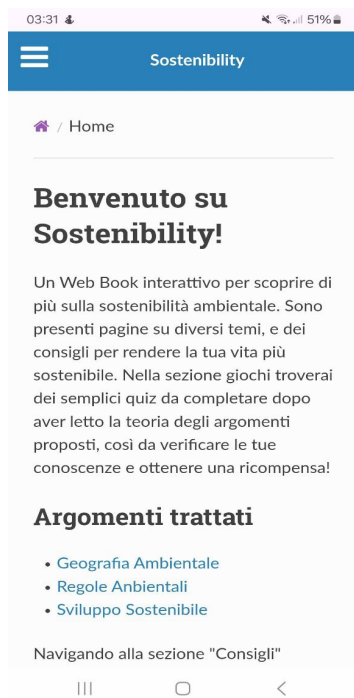 03:31 51%
Sostenibility
/ Home
Benvenuto su
Sostenibility!
Un Web Book interattivo per scoprire di
più sulla sostenibilità ambientale. Sono
presenti pagine su diversi temi, e dei
consigli per rendere la tua vita più
sostenibile. Nella sezione giochi troverai
dei semplici quiz da completare dopo
aver letto la teoria degli argomenti
proposti, così da verificare le tue
conoscenze e ottenere una ricompensa!
Argomenti trattati
• Geografia Ambientale
• Regole Anbientali
• Sviluppo Sostenibile
Navigando alla sezione "Consigli"